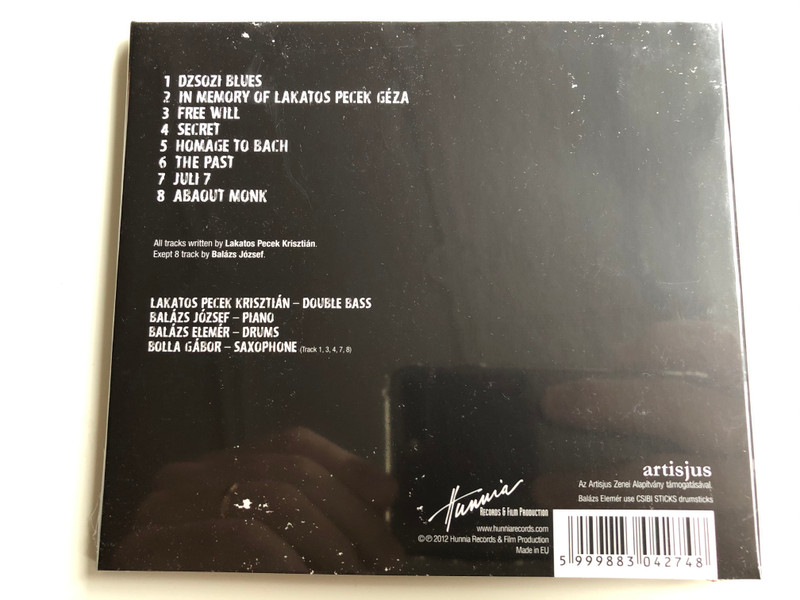 1 DZSOZI BLUES
2 IN MEMORY OF LAKATOS PECEK GÉZA
3 FREE WILL
4 SECRET
5 HOMAGE TO BACH
6 THE PAST
7 JULI 7
8 ABAOUT MONK
All tracks written by Lakatos Pecek Krisztián.
Exept 8 track by Balázs József.
LAKATOS PECEK KRISZTIÁN – DOUBLE BASS
BALÁZS JÓZSEF – PIANO
BALÁZS ELEMÉR – DRUMS
BOLLA GÁBOR – SAXOPHONE (Track 1, 3, 4, 7, 8)
artisjus
Az Artisjus Zenei Alapítvány támogatásával.
Balázs Elemér use CSIBI STICKS drumsticks
Hunnia
RECORDS & FILM PRODUCTION
www.hunniarecords.com
©℗ 2012 Hunnia Records & Film Production
Made in EU
5 999883 042748